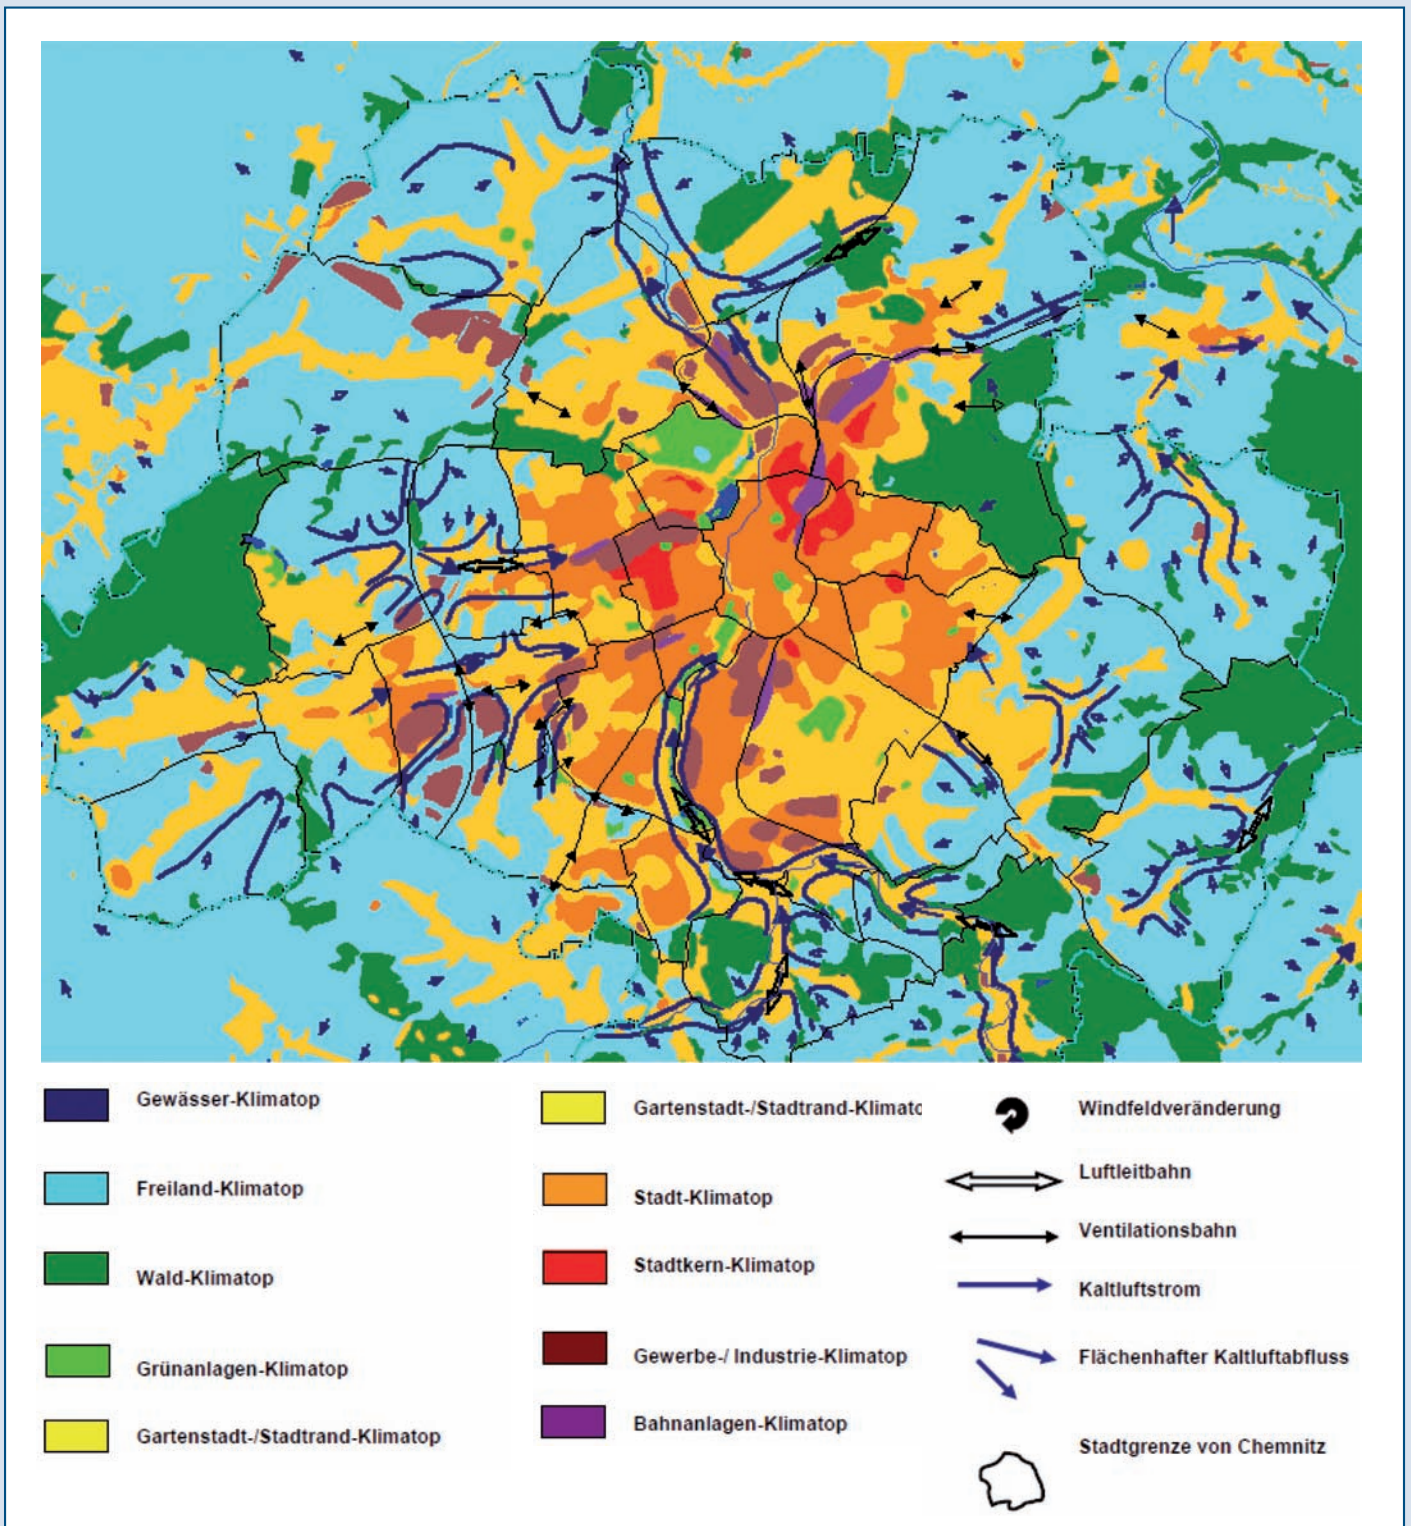 Gewässer-Klimatop
Freiland-Klimatop
Wald-Klimatop
Grünanlagen-Klimatop
Gartenstadt-/Stadtrand-Klimatop
Gartenstadt-/Stadtrand-Klimato
Stadt-Klimatop
Stadtkern-Klimatop
Gewerbe-/ Industrie-Klimatop
Bahnanlagen-Klimatop
Windfeldveränderung
Luftleitbahn
Ventilationsbahn
Kaltluftstrom
Flächenhafter Kaltluftabfluss
Stadtgrenze von Chemnitz